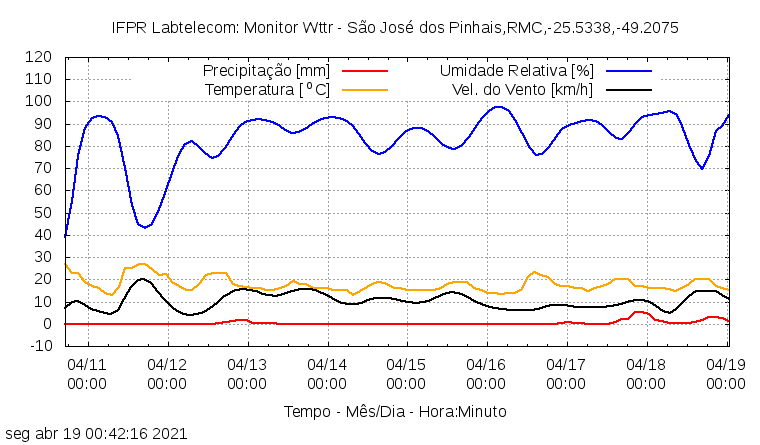 IFPR Labtelecom: Monitor Wttr - São José dos Pinhais,RMC,-25.5338,-49.2075
Precipitação [mm]
Temperatura [⁰C]
Umidade Relativa [%]
Vel. do Vento [km/h]
120
110
100
90
80
70
60
50
40
30
20
10
0
-10
04/11 04/12 04/13 04/14 04/15 04/16 04/17 04/18 04/19
00:00 00:00 00:00 00:00 00:00 00:00 00:00 00:00 00:00
Tempo - Mês/Dia - Hora:Minuto
seg abr 19 00:42:16 2021